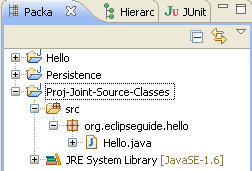 Packa Hierarc JUnit
Hello
Persistence
Proj-Joint-Source-Classes
src
org.eclipseguide.hello
Hello.java
JRE System Library [JavaSE-1.6]